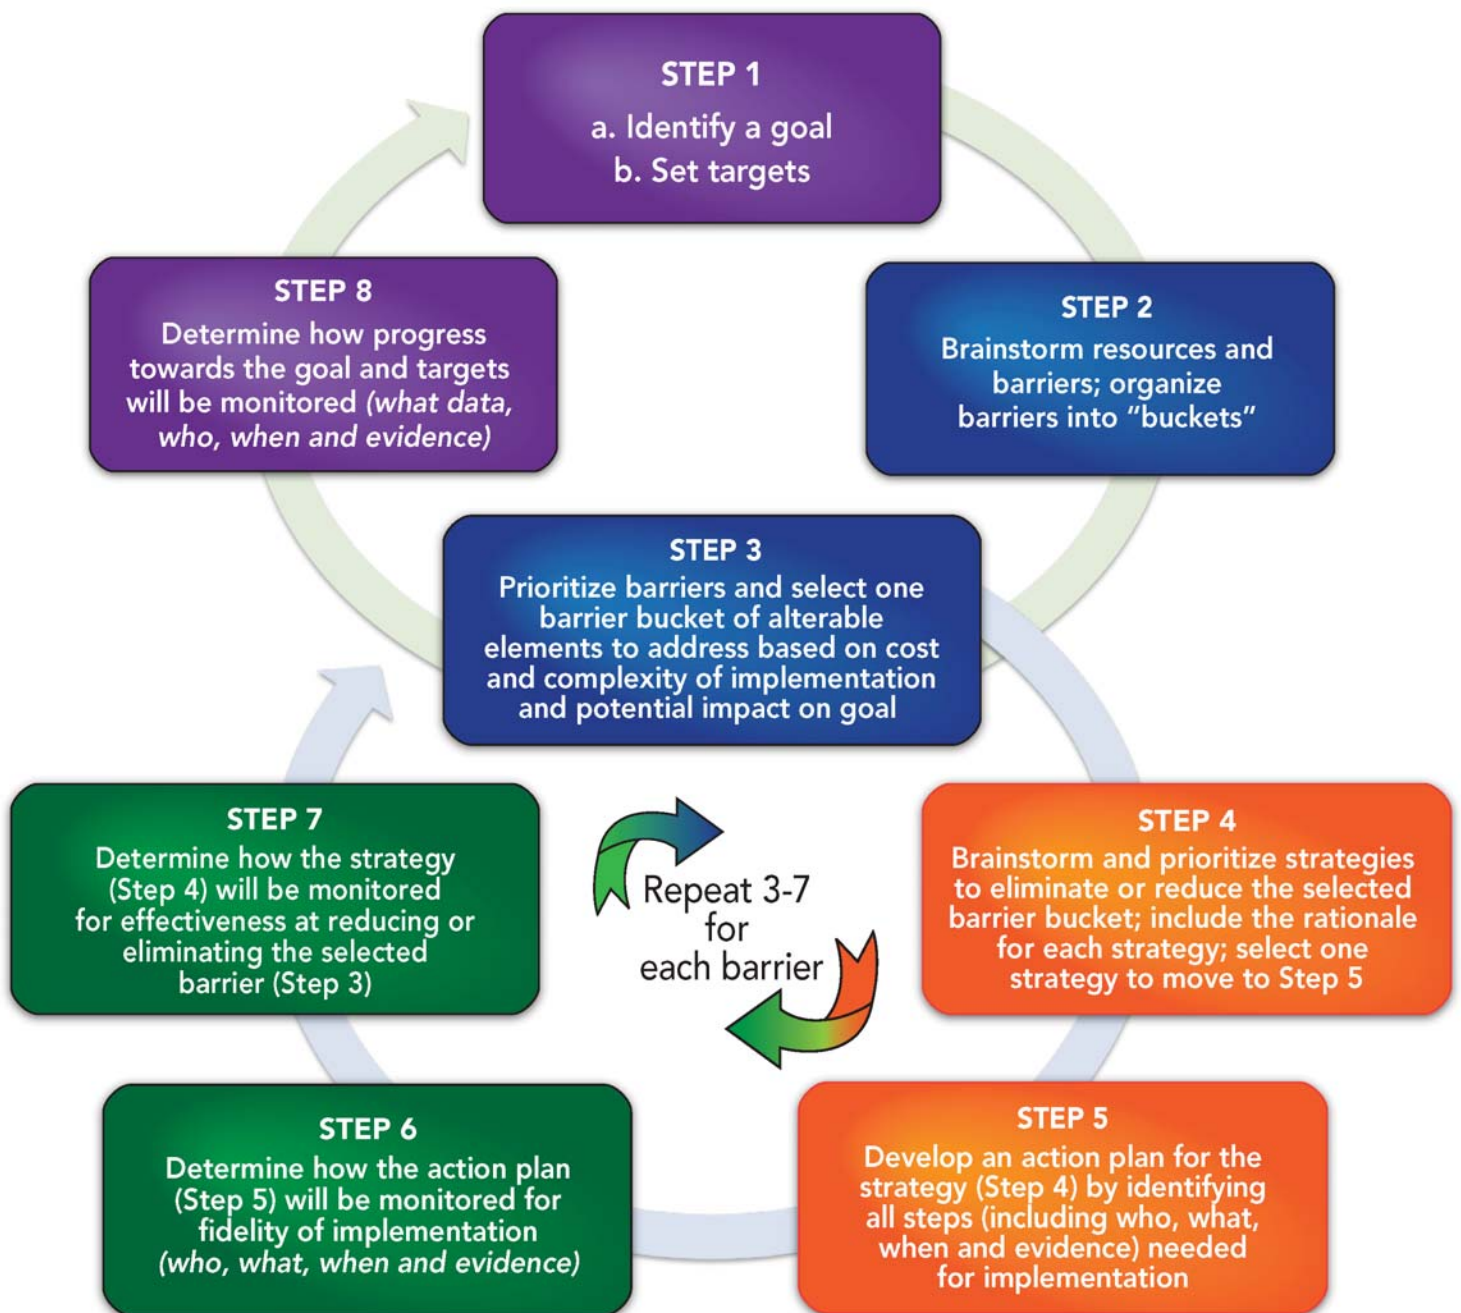 STEP 1
a. Identify a goal
b. Set targets
STEP 2
Brainstorm resources and
barriers; organize
barriers into “buckets”
STEP 3
Prioritize barriers and select one
barrier bucket of alterable
elements to address based on cost
and complexity of implementation
and potential impact on goal
STEP 4
Brainstorm and prioritize strategies
to eliminate or reduce the selected
barrier bucket; include the rationale
for each strategy; select one
strategy to move to Step 5
STEP 5
Develop an action plan for the
strategy (Step 4) by identifying
all steps (including who, what,
when and evidence) needed
for implementation
STEP 6
Determine how the action plan
(Step 5) will be monitored for
fidelity of implementation
(who, what, when and evidence)
STEP 7
Determine how the strategy
(Step 4) will be monitored
for effectiveness at reducing or
eliminating the selected
barrier (Step 3)
STEP 8
Determine how progress
towards the goal and targets
will be monitored (what data,
who, when and evidence)
Repeat 3-7
for
each barrier